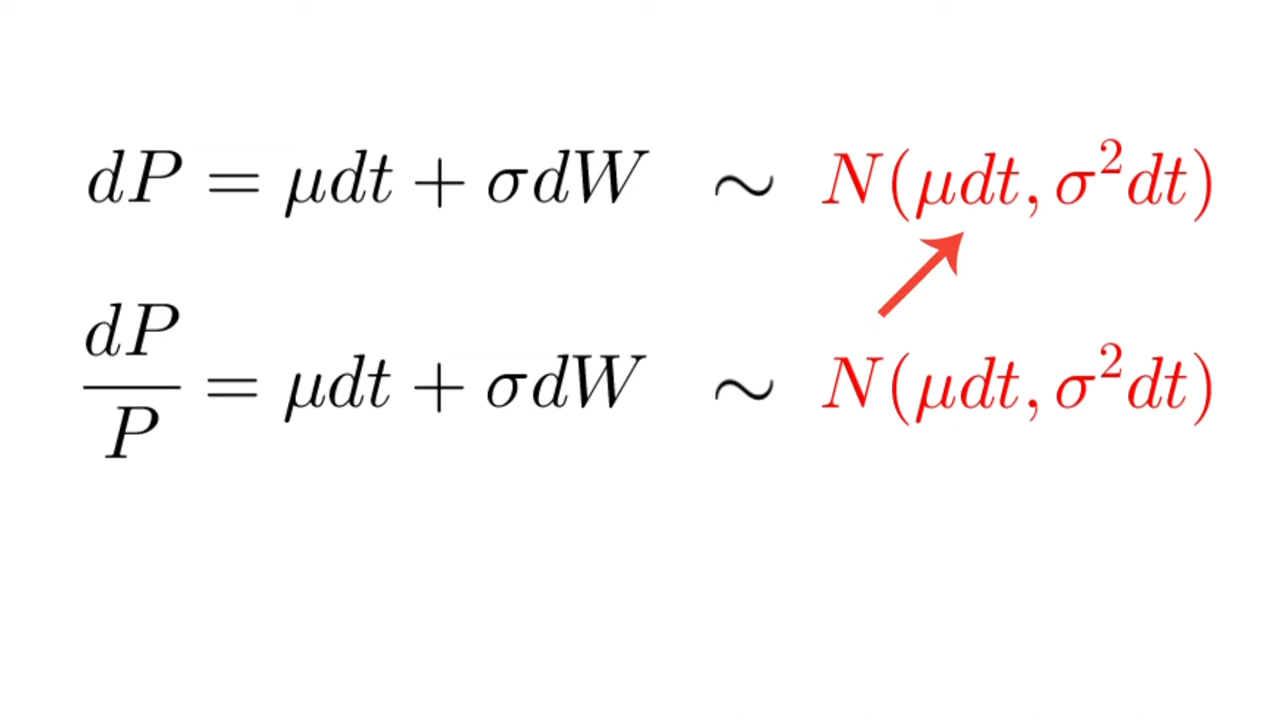 dP = μdt + σdW ∼ N(μdt, σ²dt)
dP/P = μdt + σdW ∼ N(μdt, σ²dt)